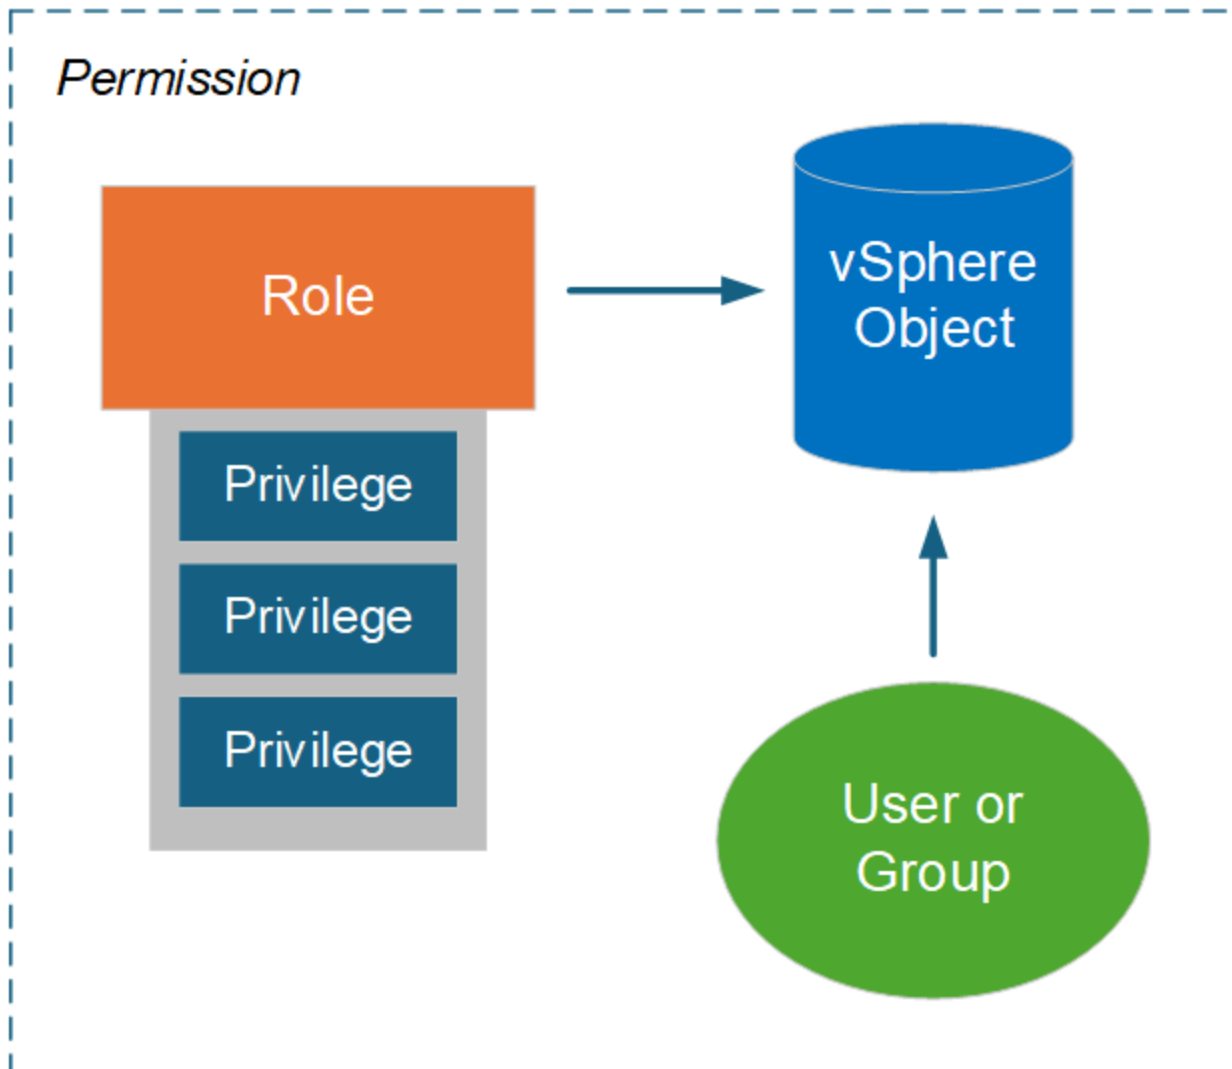 Permission
Role
vSphere
Object
Privilege
Privilege
Privilege
User or
Group